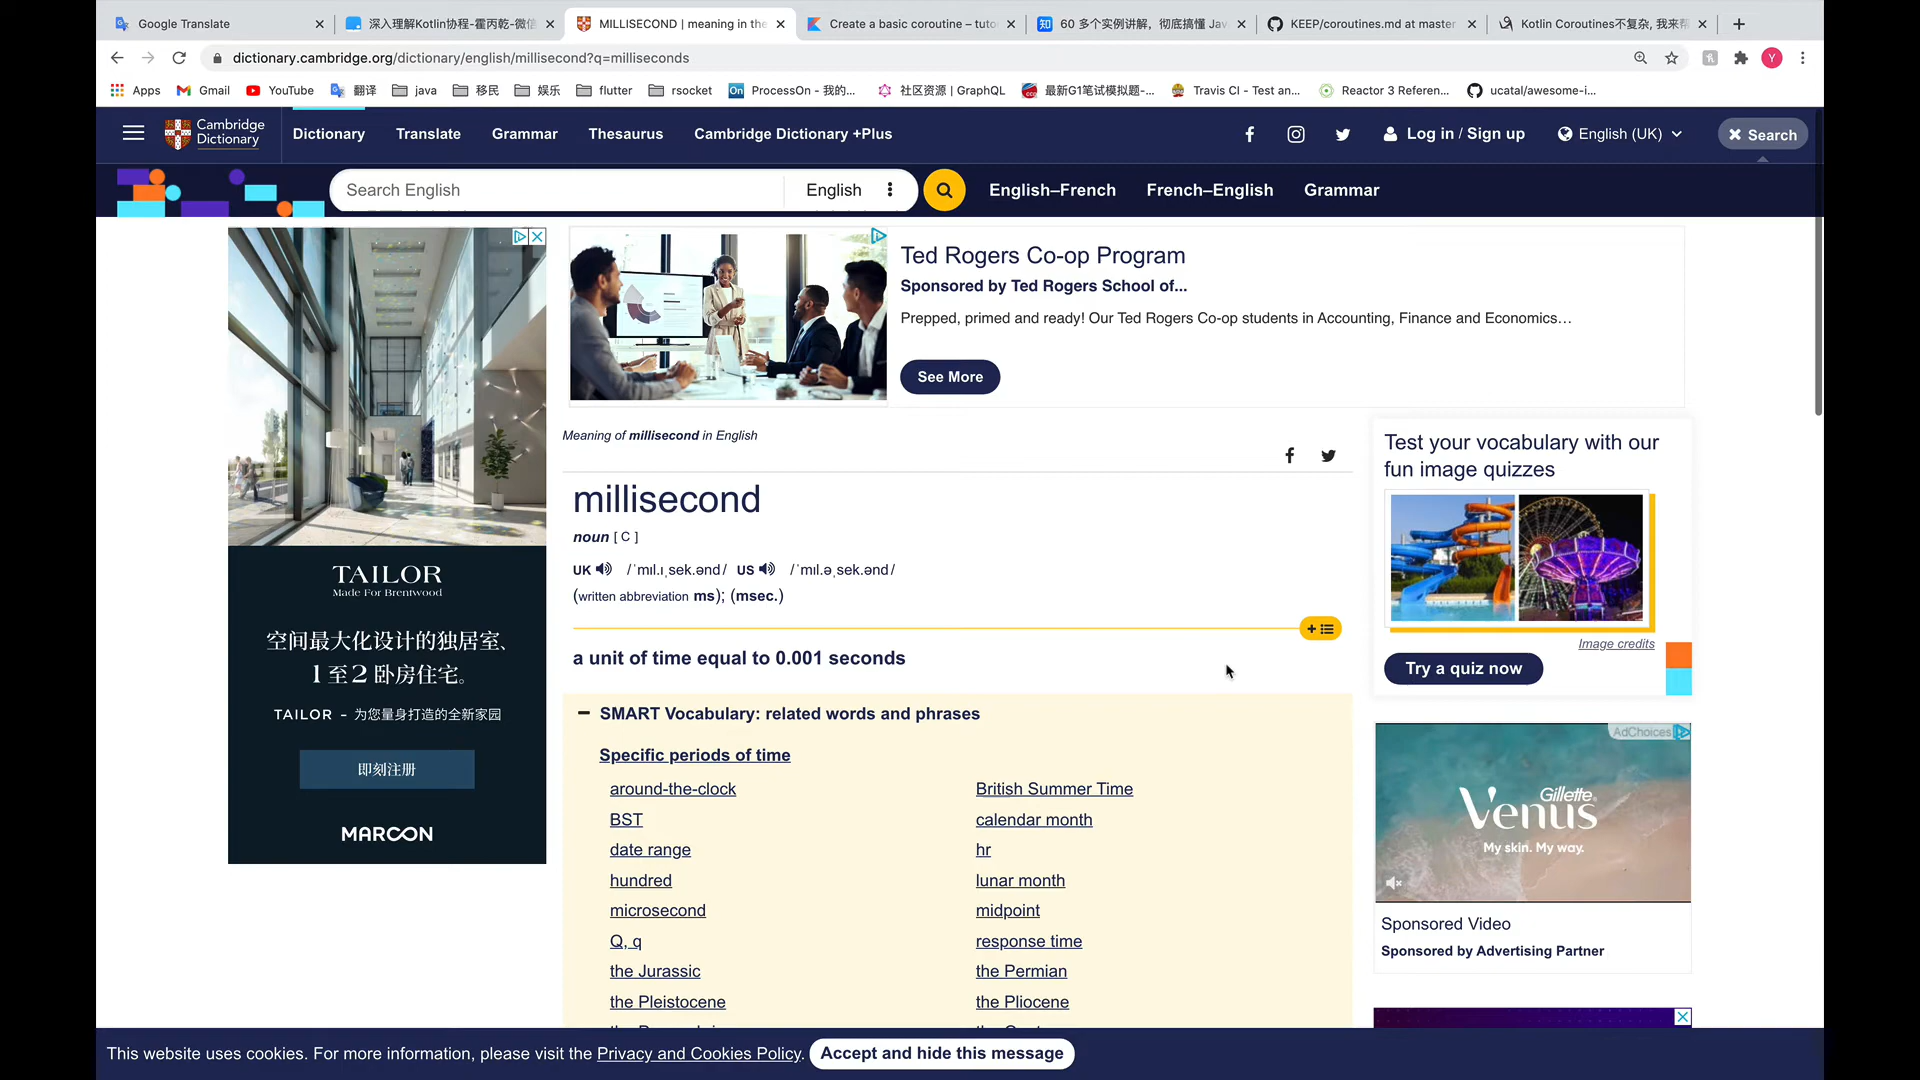 Google Translate
深入理解Kotlin协程-霍丙乾-微信
MILLISECOND | meaning in the
Create a basic coroutine – tuto
60 多个实例讲解，彻底搞懂 Jav
KEEP/coroutines.md at master
Kotlin Coroutines不复杂, 我来帮
dictionary.cambridge.org/dictionary/english/millisecond?q=milliseconds
Y
Apps
Gmail
YouTube
翻译
java
移民
娱乐
flutter
rsocket
On ProcessOn - 我的...
社区资源 | GraphQL
最新G1笔试模拟题-...
Travis CI - Test an...
Reactor 3 Referen...
ucatal/awesome-i...
Cambridge
Dictionary
Dictionary
Translate
Grammar
Thesaurus
Cambridge Dictionary +Plus
Log in / Sign up
English (UK)
Search
Search English
English
English–French
French–English
Grammar
Ted Rogers Co-op Program
Sponsored by Ted Rogers School of...
Prepped, primed and ready! Our Ted Rogers Co-op students in Accounting, Finance and Economics…
See More
TAILOR
Made For Brentwood
空间最大化设计的独居室、
1 至 2 卧房住宅。
TAILOR – 为您量身打造的全新家园
即刻注册
MARCON
Meaning of millisecond in English
millisecond
noun [ C ]
UK /ˈmɪl.ɪˌsek.ənd/ US /ˈmɪl.əˌsek.ənd/
(written abbreviation ms); (msec.)
a unit of time equal to 0.001 seconds
SMART Vocabulary: related words and phrases
Specific periods of time
around-the-clock
British Summer Time
BST
calendar month
date range
hr
hundred
lunar month
microsecond
midpoint
Q, q
response time
the Jurassic
the Permian
the Pleistocene
the Pliocene
Test your vocabulary with our
fun image quizzes
Image credits
Try a quiz now
AdChoices
Gillette
Venus
My skin. My way.
Sponsored Video
Sponsored by Advertising Partner
This website uses cookies. For more information, please visit the Privacy and Cookies Policy.
Accept and hide this message